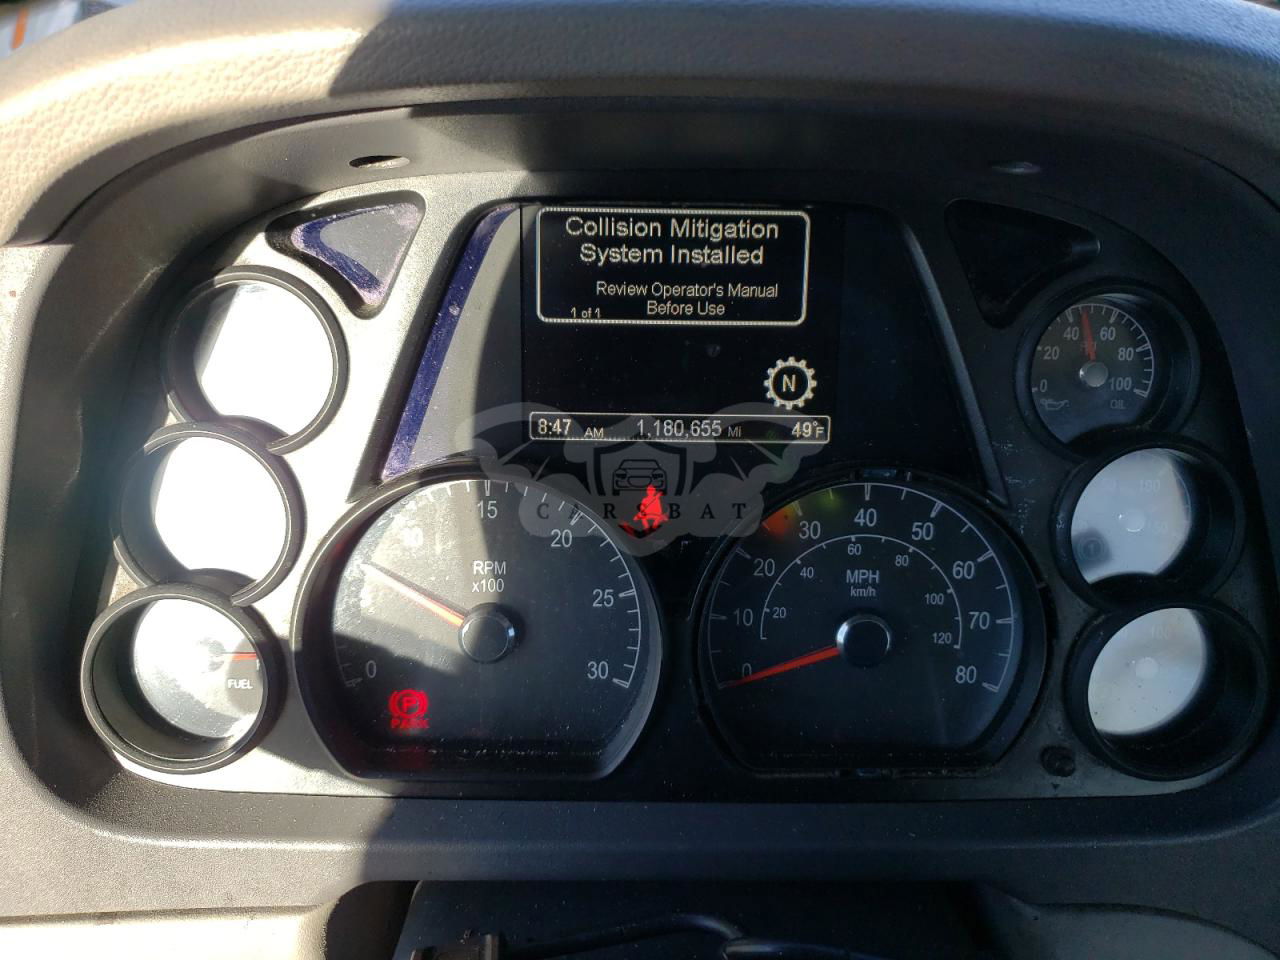 Collision Mitigation
System Installed
Review Operator's Manual
Before Use
1 of 1
N
8:47 AM 1,180,655 Mi 49°F
CARSBAT
0 10 15 20 25 30
RPM
x100
P
PARK
0 10 20 30 40 50 60 70 80
MPH
km/h
20 40 60 80 100 120
FUEL
0 20 40 60 80 100
OIL